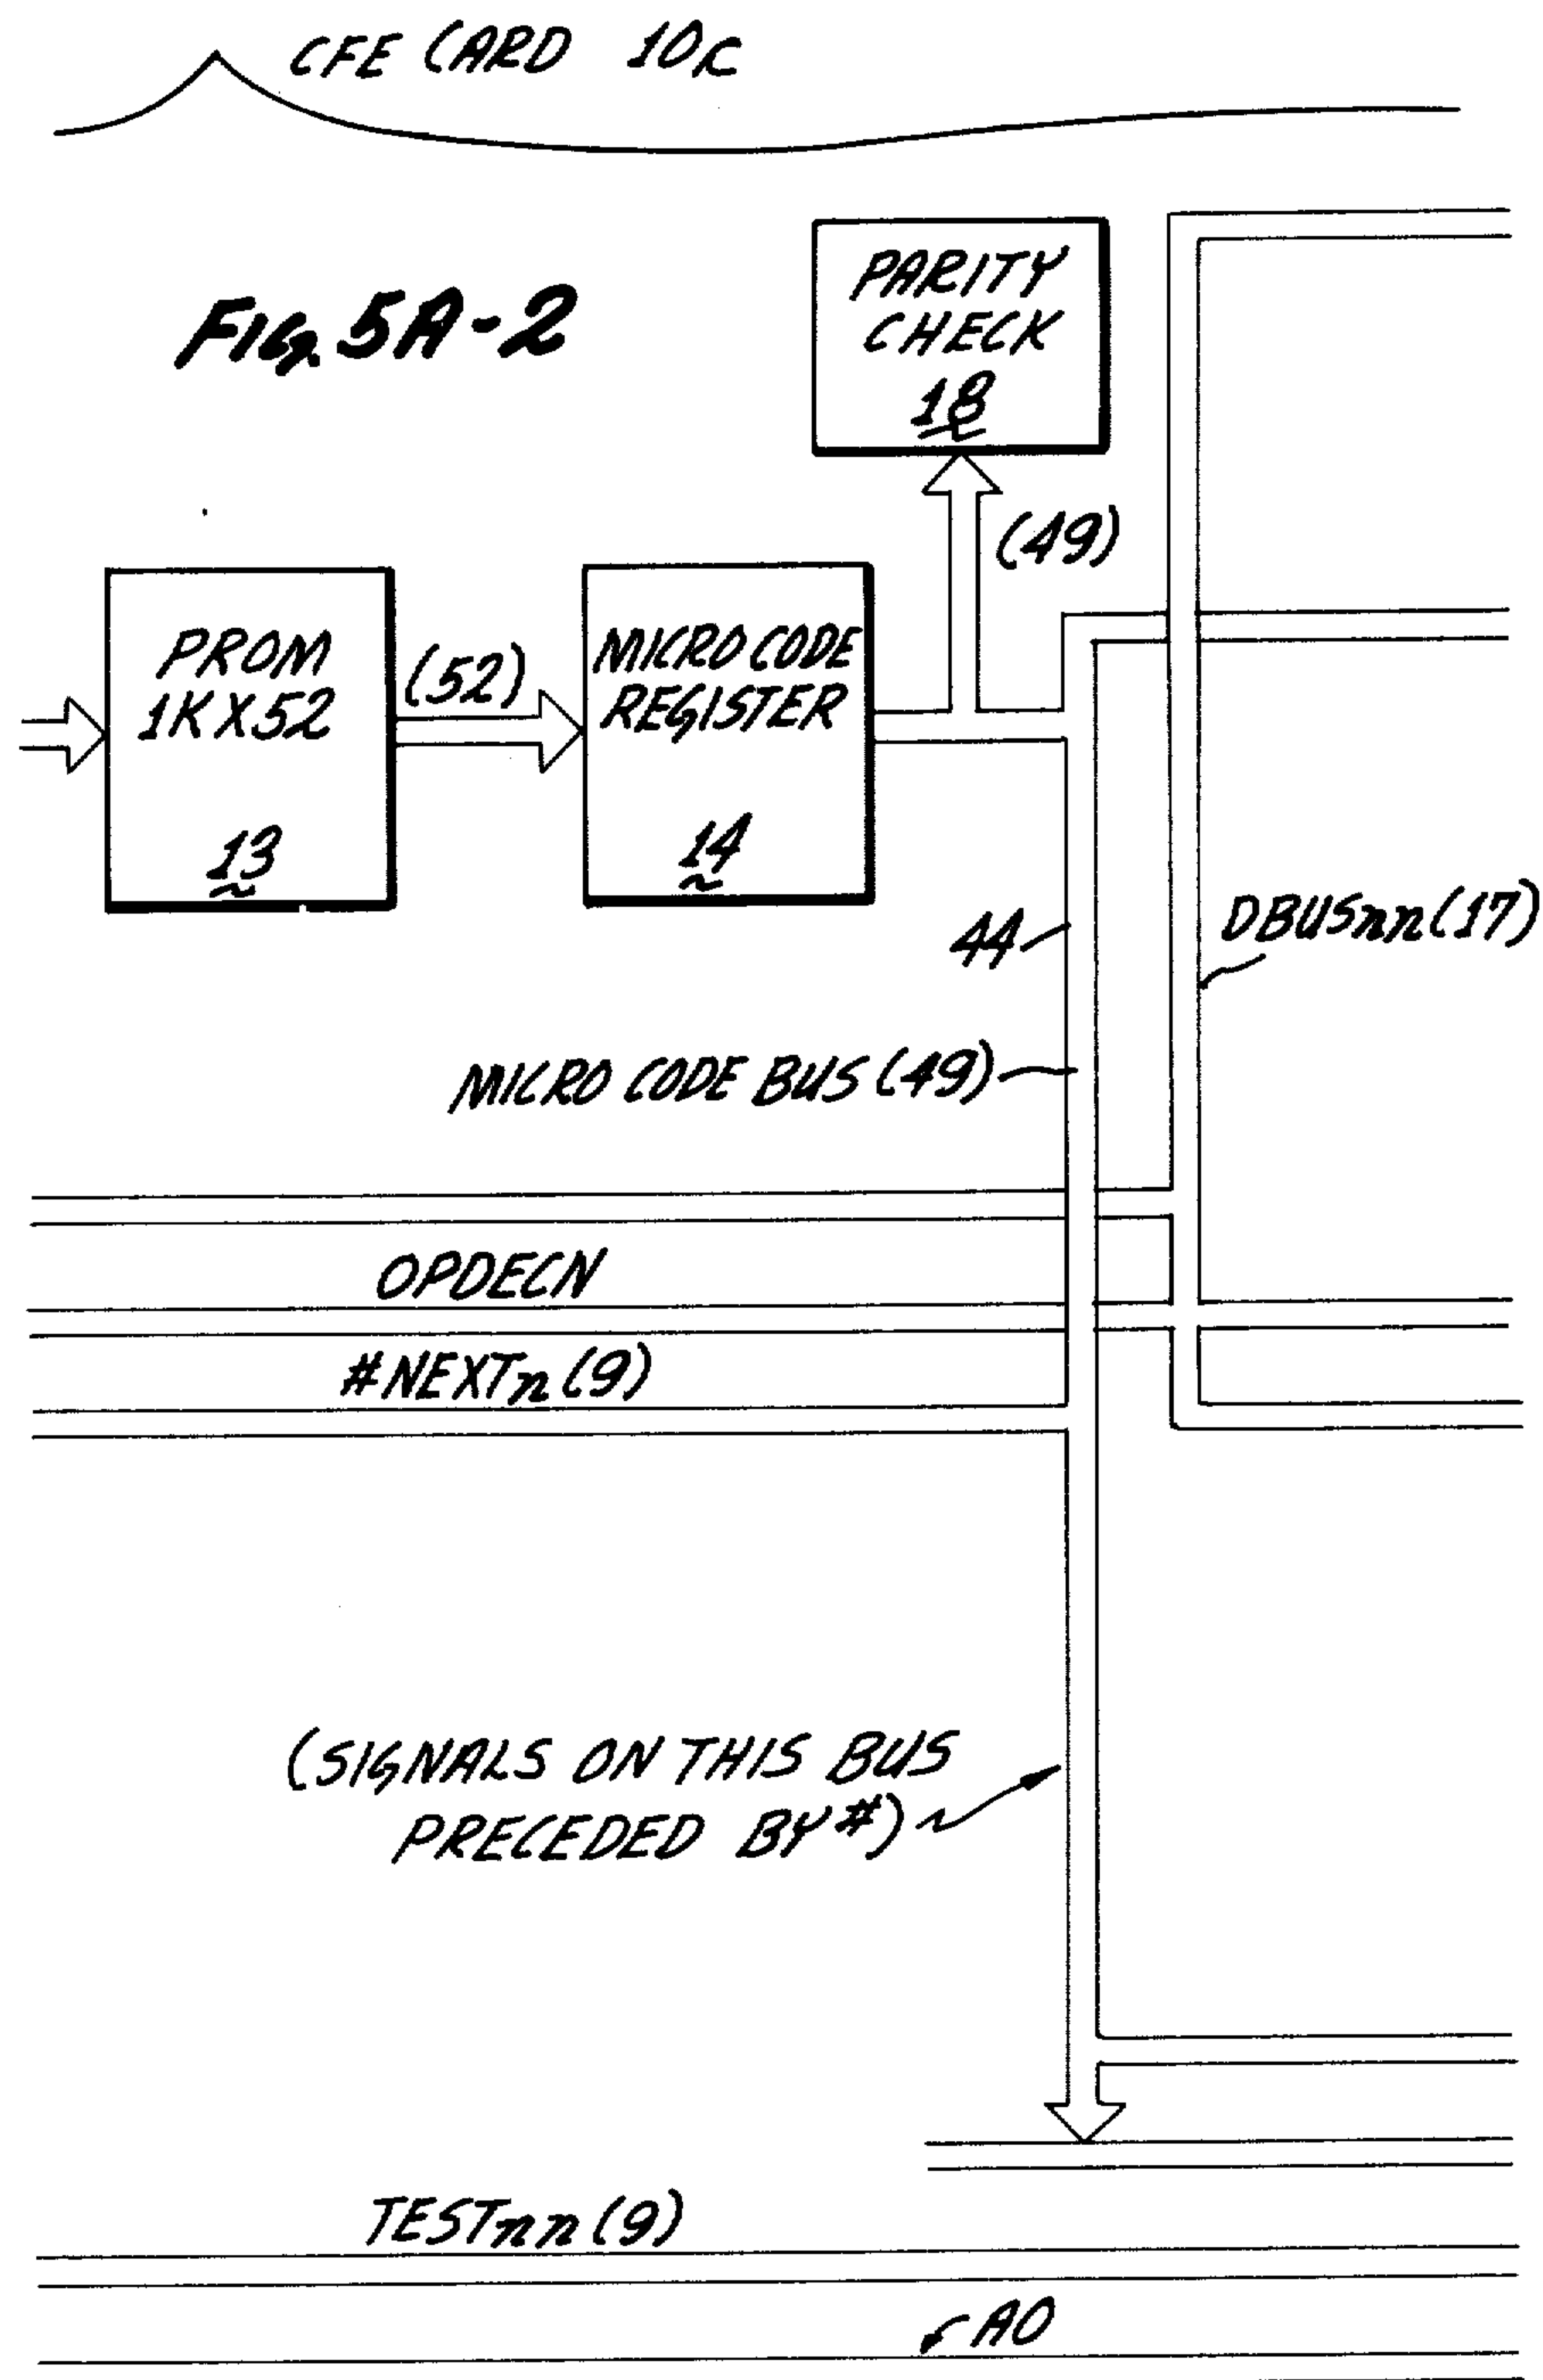 CFE CARD 10c
FIG. 5A-2
PARITY
CHECK
18
(49)
PROM
1KX52
13
(52)
MICRO CODE
REGISTER
14
44
DBUSnn(17)
MICRO CODE BUS (49)
OPDECN
#NEXTn(9)
(SIGNALS ON THIS BUS
PRECEDED BY #)
TESTnn(9)
A0